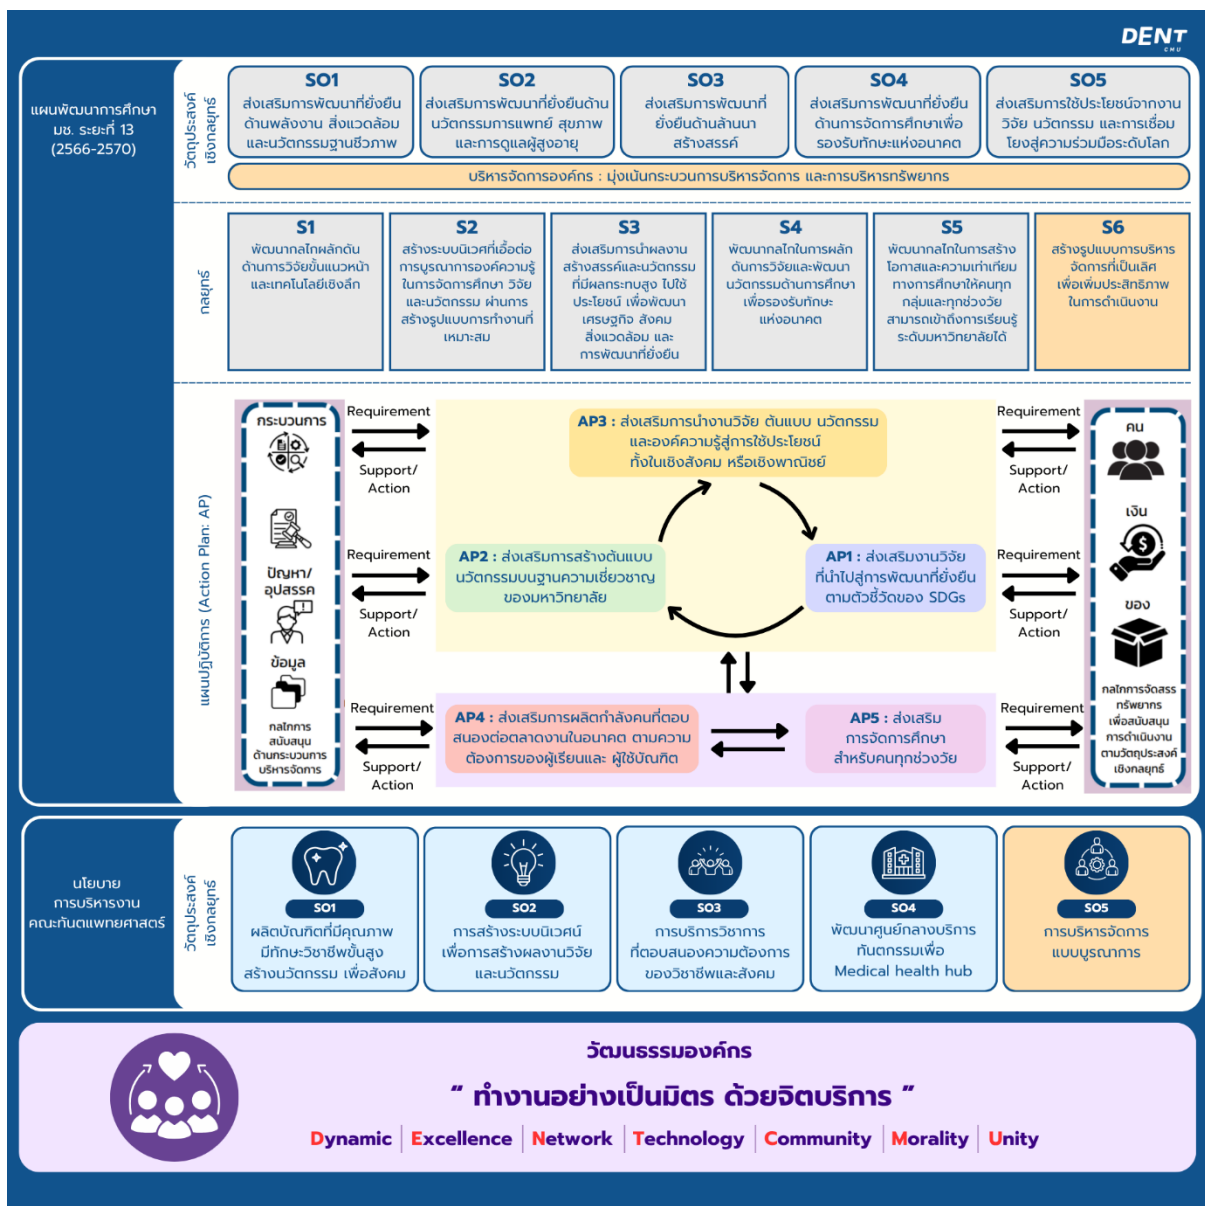 DENT
CMU
แผนพัฒนาการศึกษา
มช. ระยะที่ 13
(2566-2570)
วัตถุประสงค์
เชิงกลยุทธ์
SO1
ส่งเสริมการพัฒนาที่ยั่งยืน
ด้านพลังงาน สิ่งแวดล้อม
และนวัตกรรมฐานชีวภาพ
SO2
ส่งเสริมการพัฒนาที่ยั่งยืนด้าน
นวัตกรรมการแพทย์ สุขภาพ
และการดูแลผู้สูงอายุ
SO3
ส่งเสริมการพัฒนาที่
ยั่งยืนด้านล้านนา
สร้างสรรค์
SO4
ส่งเสริมการพัฒนาที่ยั่งยืน
ด้านการจัดการศึกษาเพื่อ
รองรับทักษะแห่งอนาคต
SO5
ส่งเสริมการใช้ประโยชน์จากงาน
วิจัย นวัตกรรม และการเชื่อม
โยงสู่ความร่วมมือระดับโลก
บริหารจัดการองค์กร : มุ่งเน้นกระบวนการบริหารจัดการ และการบริหารทรัพยากร
กลยุทธ์
S1
พัฒนากลไกผลักดัน
ด้านการวิจัยขั้นแนวหน้า
และเทคโนโลยีเชิงลึก
S2
สร้างระบบนิเวศที่เอื้อต่อ
การบูรณาการองค์ความรู้
ในการจัดการศึกษา วิจัย
และนวัตกรรม ผ่านการ
สร้างรูปแบบการทำงานที่
เหมาะสม
S3
ส่งเสริมการนำผลงาน
สร้างสรรค์และนวัตกรรม
ที่มีผลกระทบสูง ไปใช้
ประโยชน์ เพื่อพัฒนา
เศรษฐกิจ สังคม
สิ่งแวดล้อม และ
การพัฒนาที่ยั่งยืน
S4
พัฒนากลไกในการผลัก
ดันการวิจัยและพัฒนา
นวัตกรรมด้านการศึกษา
เพื่อรองรับทักษะ
แห่งอนาคต
S5
พัฒนากลไกในการสร้าง
โอกาสและความเท่าเทียม
ทางการศึกษาให้คนทุก
กลุ่มและทุกช่วงวัย
สามารถเข้าถึงการเรียนรู้
ระดับมหาวิทยาลัยได้
S6
สร้างรูปแบบการบริหาร
จัดการที่เป็นเลิศ
เพื่อเพิ่มประสิทธิภาพ
ในการดำเนินงาน
แผนปฏิบัติการ (Action Plan: AP)
กระบวนการ
ปัญหา/
อุปสรรค
ข้อมูล
กลไกการ
สนับสนุน
ด้านกระบวนการ
บริหารจัดการ
Requirement
Support/
Action
Requirement
Support/
Action
Requirement
Support/
Action
AP3 : ส่งเสริมการนำงานวิจัย ต้นแบบ นวัตกรรม
และองค์ความรู้สู่การใช้ประโยชน์
ทั้งในเชิงสังคม หรือเชิงพาณิชย์
AP2 : ส่งเสริมการสร้างต้นแบบ
นวัตกรรมบนฐานความเชี่ยวชาญ
ของมหาวิทยาลัย
AP1 : ส่งเสริมงานวิจัย
ที่นำไปสู่การพัฒนาที่ยั่งยืน
ตามตัวชี้วัดของ SDGs
AP4 : ส่งเสริมการผลิตกำลังคนที่ตอบ
สนองต่อตลาดงานในอนาคต ตามความ
ต้องการของผู้เรียนและ ผู้ใช้บัณฑิต
AP5 : ส่งเสริม
การจัดการศึกษา
สำหรับคนทุกช่วงวัย
Requirement
Support/
Action
Requirement
Support/
Action
Requirement
Support/
Action
คน
เงิน
ของ
กลไกการจัดสรร
ทรัพยากร
เพื่อสนับสนุน
การดำเนินงาน
ตามวัตถุประสงค์
เชิงกลยุทธ์
นโยบาย
การบริหารงาน
คณะทันตแพทยศาสตร์
วัตถุประสงค์
เชิงกลยุทธ์
SO1
ผลิตบัณฑิตที่มีคุณภาพ
มีทักษะวิชาชีพขั้นสูง
สร้างนวัตกรรม เพื่อสังคม
SO2
การสร้างระบบนิเวศน์
เพื่อการสร้างผลงานวิจัย
และนวัตกรรม
SO3
การบริการวิชาการ
ที่ตอบสนองความต้องการ
ของวิชาชีพและสังคม
SO4
พัฒนาศูนย์กลางบริการ
ทันตกรรมเพื่อ
Medical health hub
SO5
การบริหารจัดการ
แบบบูรณาการ
วัฒนธรรมองค์กร
“ ทำงานอย่างเป็นมิตร ด้วยจิตบริการ ”
Dynamic | Excellence | Network | Technology | Community | Morality | Unity